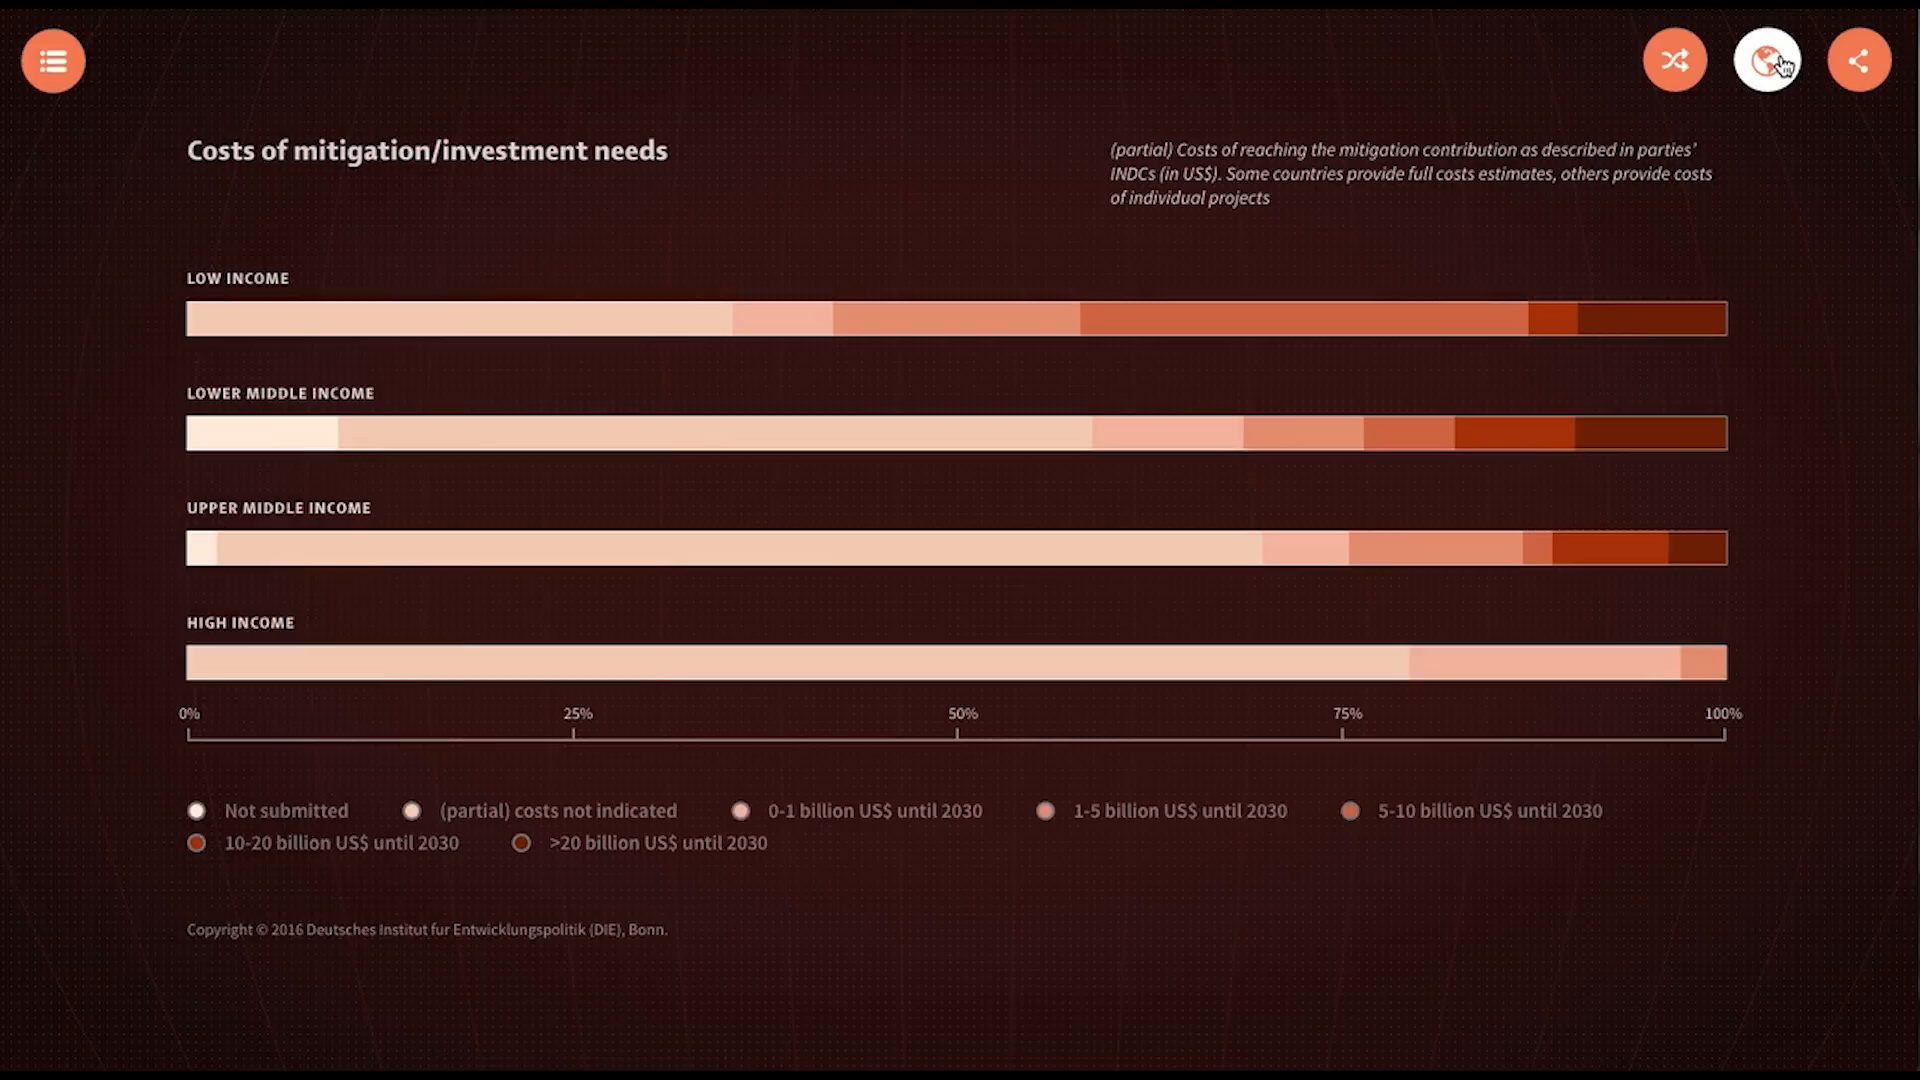 Costs of mitigation/investment needs
(partial) Costs of reaching the mitigation contribution as described in parties’
INDCs (in US$). Some countries provide full costs estimates, others provide costs
of individual projects
LOW INCOME
LOWER MIDDLE INCOME
UPPER MIDDLE INCOME
HIGH INCOME
0% 25% 50% 75% 100%
Not submitted (partial) costs not indicated 0-1 billion US$ until 2030 1-5 billion US$ until 2030 5-10 billion US$ until 2030
10-20 billion US$ until 2030 >20 billion US$ until 2030
Copyright © 2016 Deutsches Institut fur Entwicklungspolitik (DIE), Bonn.